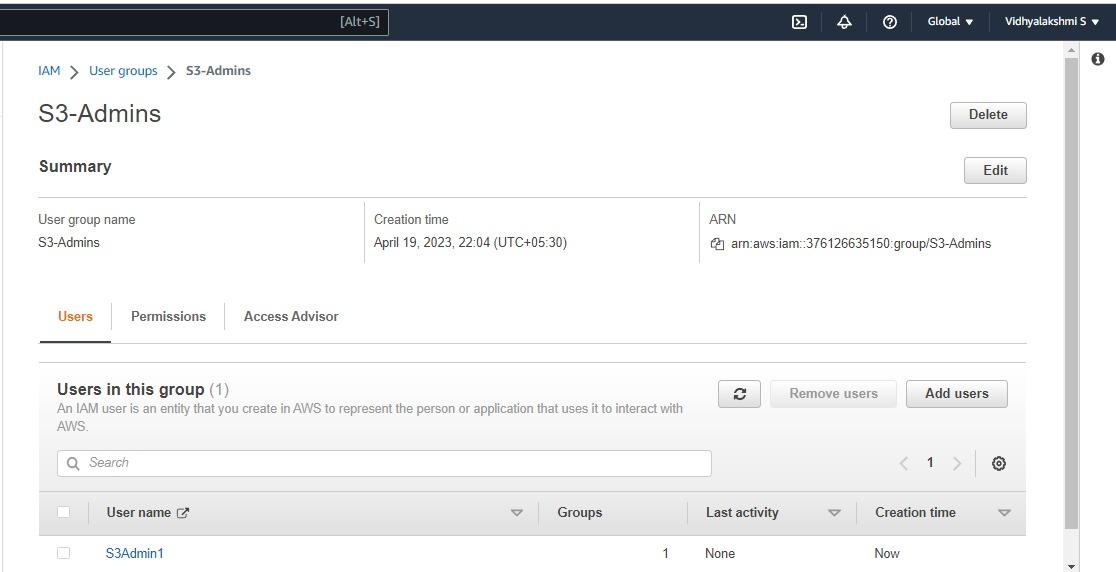 [Alt+S] Global Vidhyalakshmi S
IAM User groups S3-Admins
S3-Admins
Delete
Summary
Edit
User group name
S3-Admins
Creation time
April 19, 2023, 22:04 (UTC+05:30)
ARN
arn:aws:iam::376126635150:group/S3-Admins
Users Permissions Access Advisor
Users in this group (1)
An IAM user is an entity that you create in AWS to represent the person or application that uses it to interact with
AWS.
Remove users
Add users
Search
1
User name Groups Last activity Creation time
S3Admin1 1 None Now